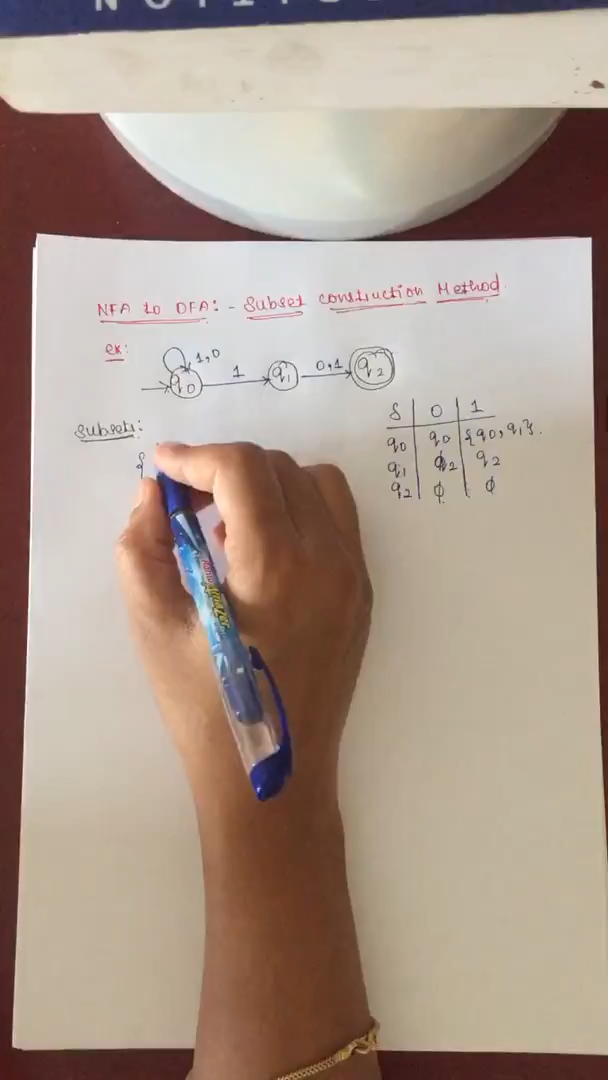 NFA to DFA: - Subset construction Method
ex:
1,0
q0 1 q1 0,1 q2
Subsets:
{
δ 0 1
q0 q0 {q0, q1}.
q1 q2 q2
q2 ϕ ϕ